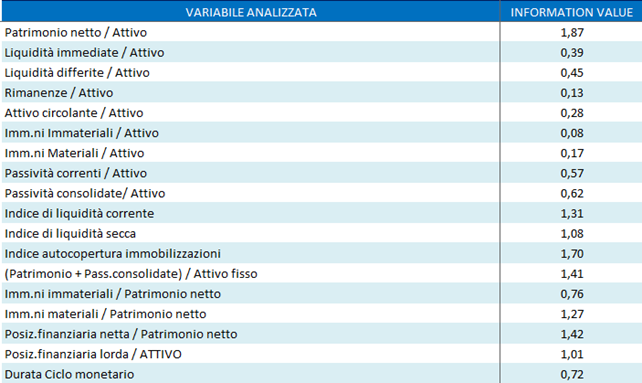 VARIABILE ANALIZZATA INFORMATION VALUE
Patrimonio netto / Attivo 1,87
Liquidità immediate / Attivo 0,39
Liquidità differite / Attivo 0,45
Rimanenze / Attivo 0,13
Attivo circolante / Attivo 0,28
Imm.ni Immateriali / Attivo 0,08
Imm.ni Materiali / Attivo 0,17
Passività correnti / Attivo 0,57
Passività consolidate/ Attivo 0,62
Indice di liquidità corrente 1,31
Indice di liquidità secca 1,08
Indice autocopertura immobilizzazioni 1,70
(Patrimonio + Pass.consolidate) / Attivo fisso 1,41
Imm.ni immateriali / Patrimonio netto 0,76
Imm.ni materiali / Patrimonio netto 1,27
Posiz.finanziaria netta / Patrimonio netto 1,42
Posiz.finanziaria lorda / ATTIVO 1,01
Durata Ciclo monetario 0,72